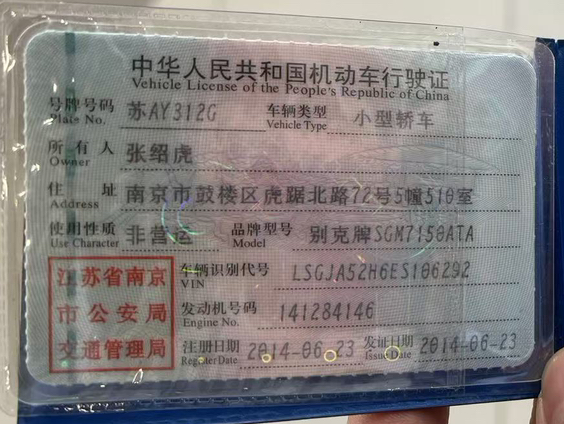 中华人民共和国机动车行驶证
Vehicle License of the People's Republic of China
号牌号码 苏AY312G 车辆类型 小型轿车
Plate No. Vehicle Type
所有人 张绍虎
Owner
住址 南京市鼓楼区虎踞北路72号5幢510室
Address
使用性质 非营运 品牌型号 别克牌SGM7150ATA
Use Character Model
江苏省南京 车辆识别代号 LSGJA52H6ES106292
VIN
市公安局 发动机号码 141284146
Engine No.
交通管理局 注册日期 2014-06-23 发证日期 2014-06-23
Register Date Issue Date